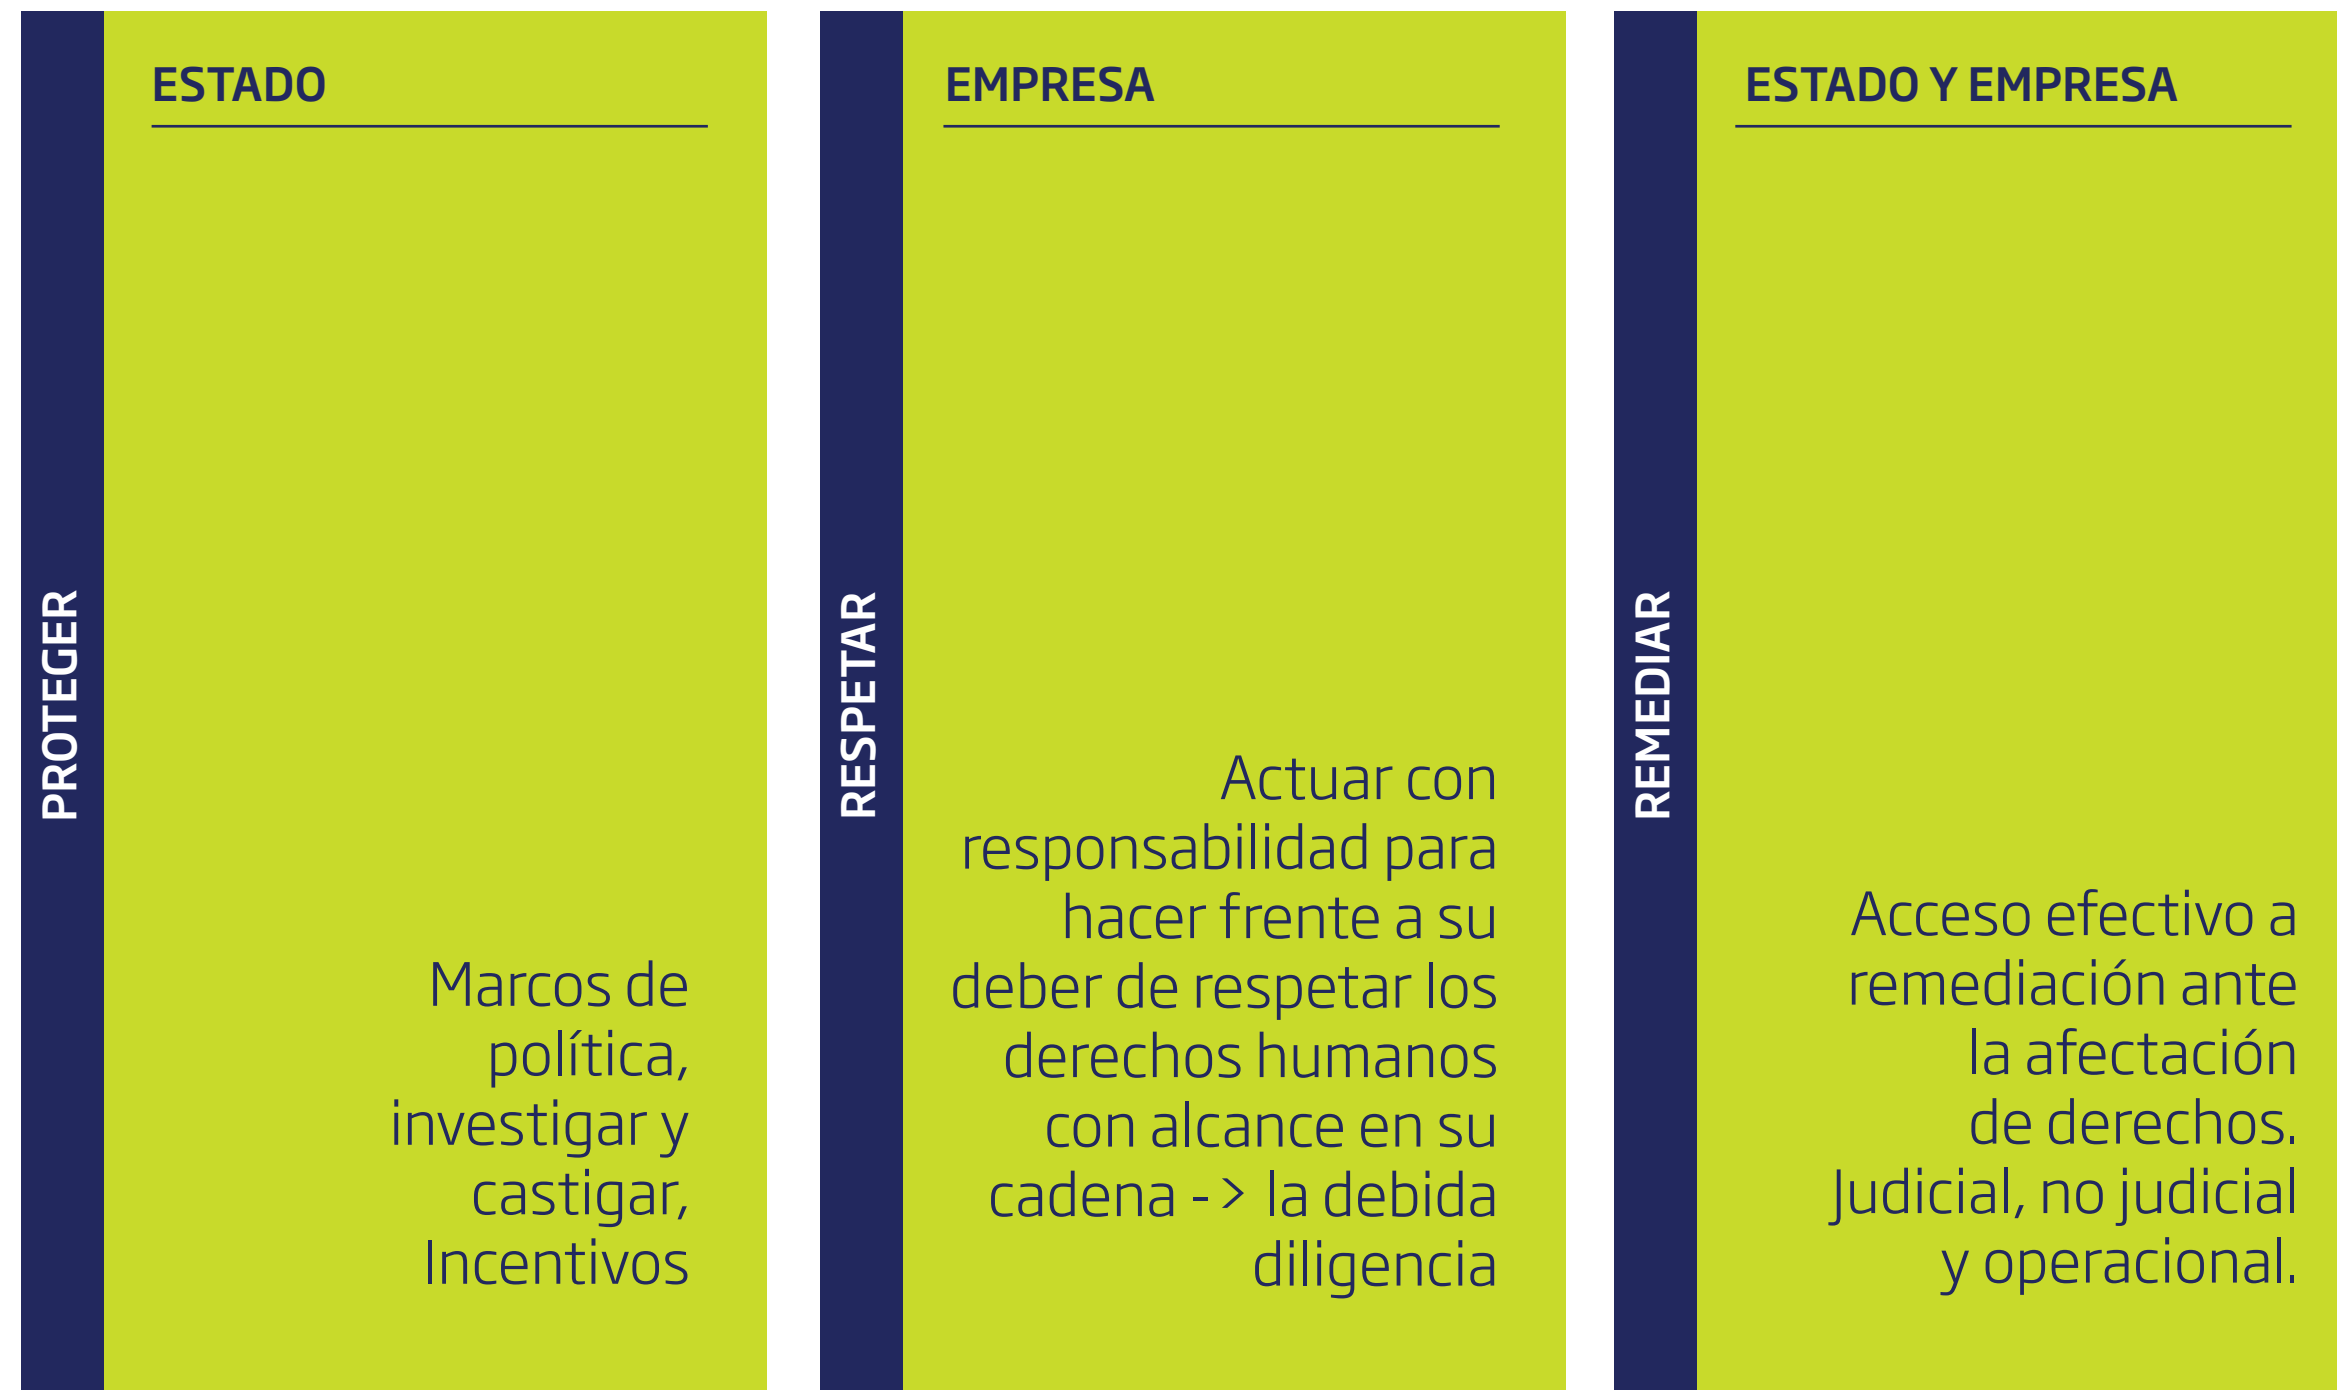 PROTEGER
ESTADO
Marcos de
política,
investigar y
castigar,
Incentivos
RESPETAR
EMPRESA
Actuar con
responsabilidad para
hacer frente a su
deber de respetar los
derechos humanos
con alcance en su
cadena -> la debida
diligencia
REMEDIAR
ESTADO Y EMPRESA
Acceso efectivo a
remediación ante
la afectación
de derechos.
Judicial, no judicial
y operacional.